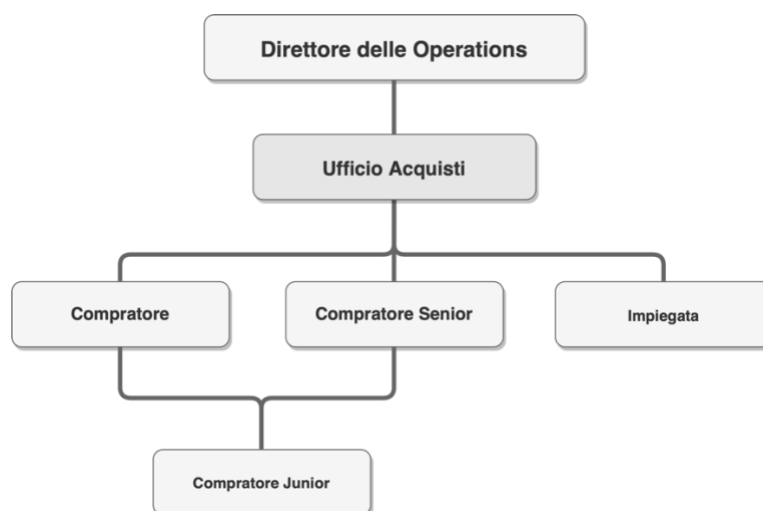 Direttore delle Operations
Ufficio Acquisti
Compratore
Compratore Senior
Impiegata
Compratore Junior